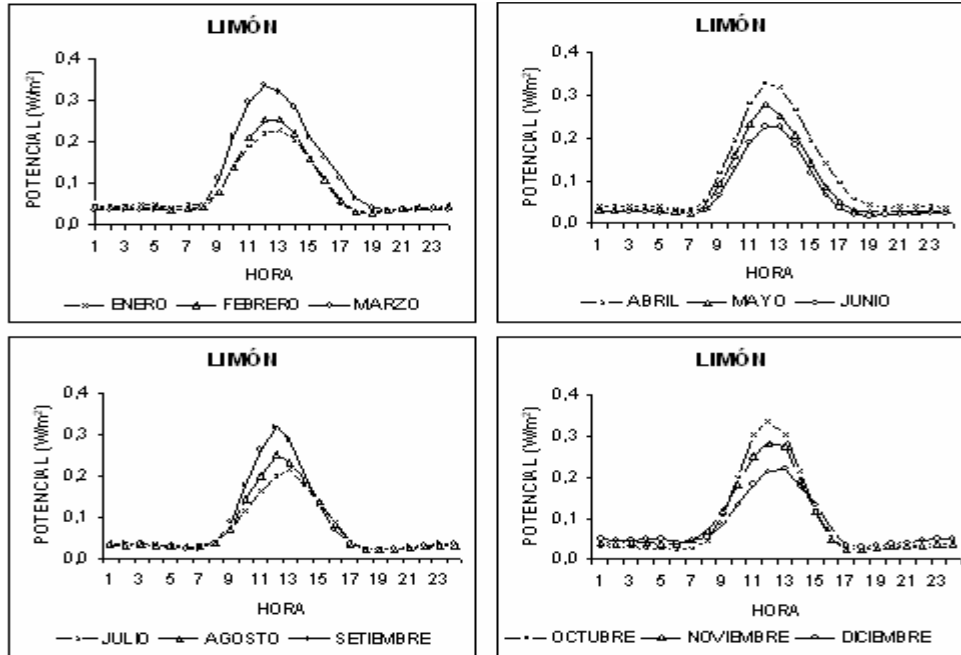 LIMÓN
POTENCIAL (W/m²)
0,4
0,3
0,2
0,1
0,0
1 3 5 7 9 11 13 15 17 19 21 23
HORA
ENERO FEBRERO MARZO
LIMÓN
POTENCIAL (W/m²)
0,4
0,3
0,2
0,1
0,0
1 3 5 7 9 11 13 15 17 19 21 23
HORA
ABRIL MAYO JUNIO
LIMÓN
POTENCIAL (W/m²)
0,4
0,3
0,2
0,1
0,0
1 3 5 7 9 11 13 15 17 19 21 23
HORA
JULIO AGOSTO SETIEMBRE
LIMÓN
POTENCIAL (W/m²)
0,4
0,3
0,2
0,1
0,0
1 3 5 7 9 11 13 15 17 19 21 23
HORA
OCTUBRE NOVIEMBRE DICIEMBRE